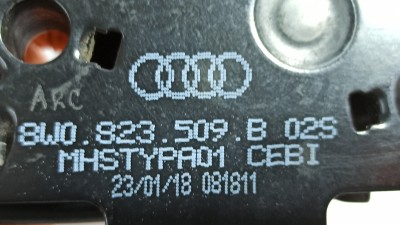 ARC
8W0.823.509.B 02S
MHSTYPA01 CEBI
23/01/18 081811